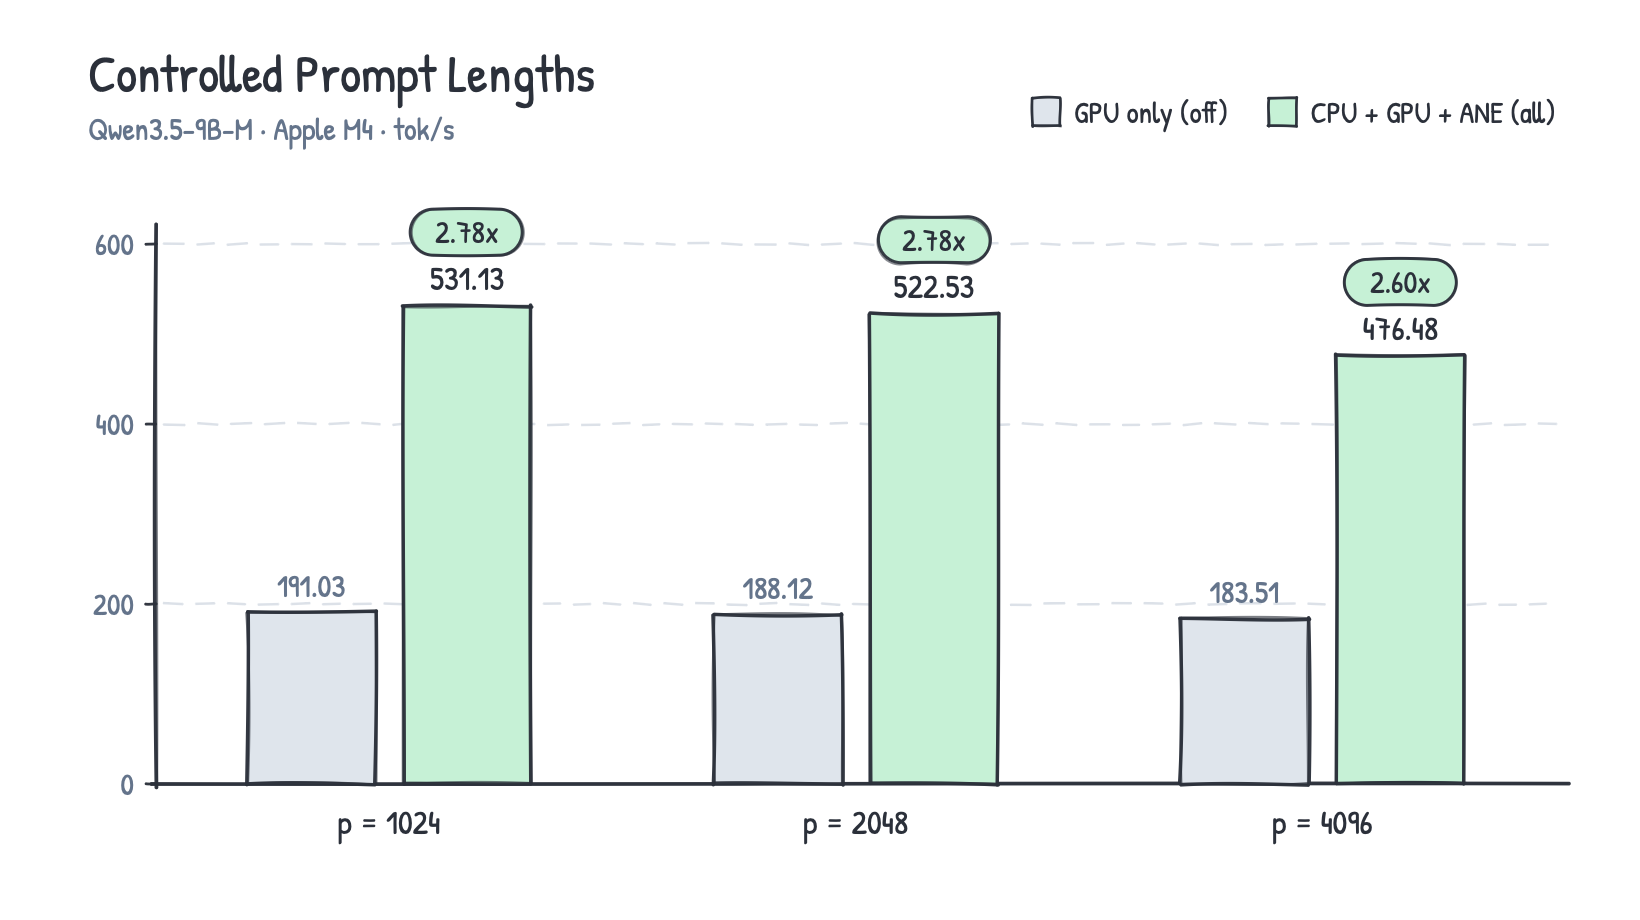 Controlled Prompt Lengths
Qwen3.5-9B-M · Apple M4 · tok/s
GPU only (off)
CPU + GPU + ANE (all)
600
400
200
0
2.78x
531.13
191.03
2.78x
522.53
188.12
2.60x
476.48
183.51
p = 1024
p = 2048
p = 4096